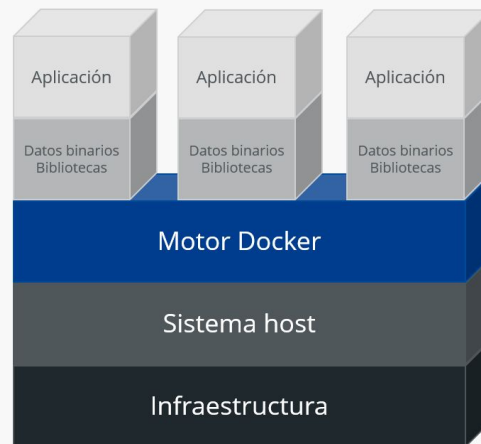 Aplicación
Aplicación
Aplicación
Datos binarios
Bibliotecas
Datos binarios
Bibliotecas
Datos binarios
Bibliotecas
Motor Docker
Sistema host
Infraestructura